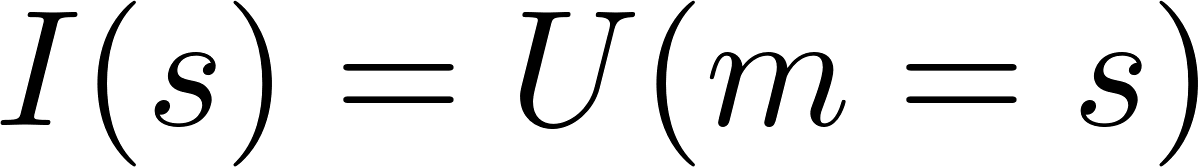 I(s) = U(m = s)